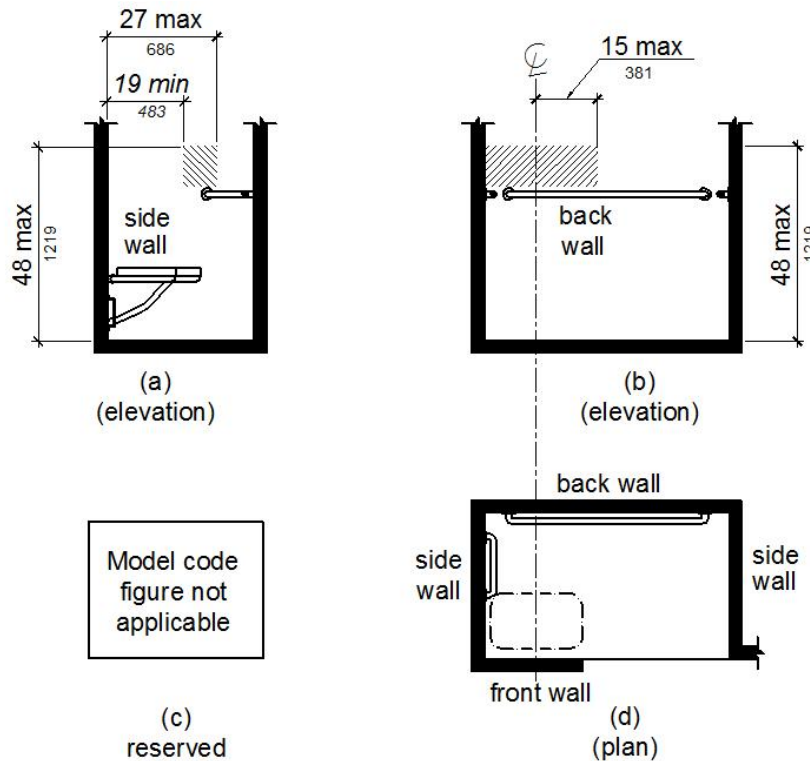 27 max
686
19 min
483
48 max
1219
side
wall
(a)
(elevation)
℄
15 max
381
back
wall
48 max
1219
(b)
(elevation)
Model code
figure not
applicable
(c)
reserved
back wall
side
wall
side
wall
front wall
(d)
(plan)